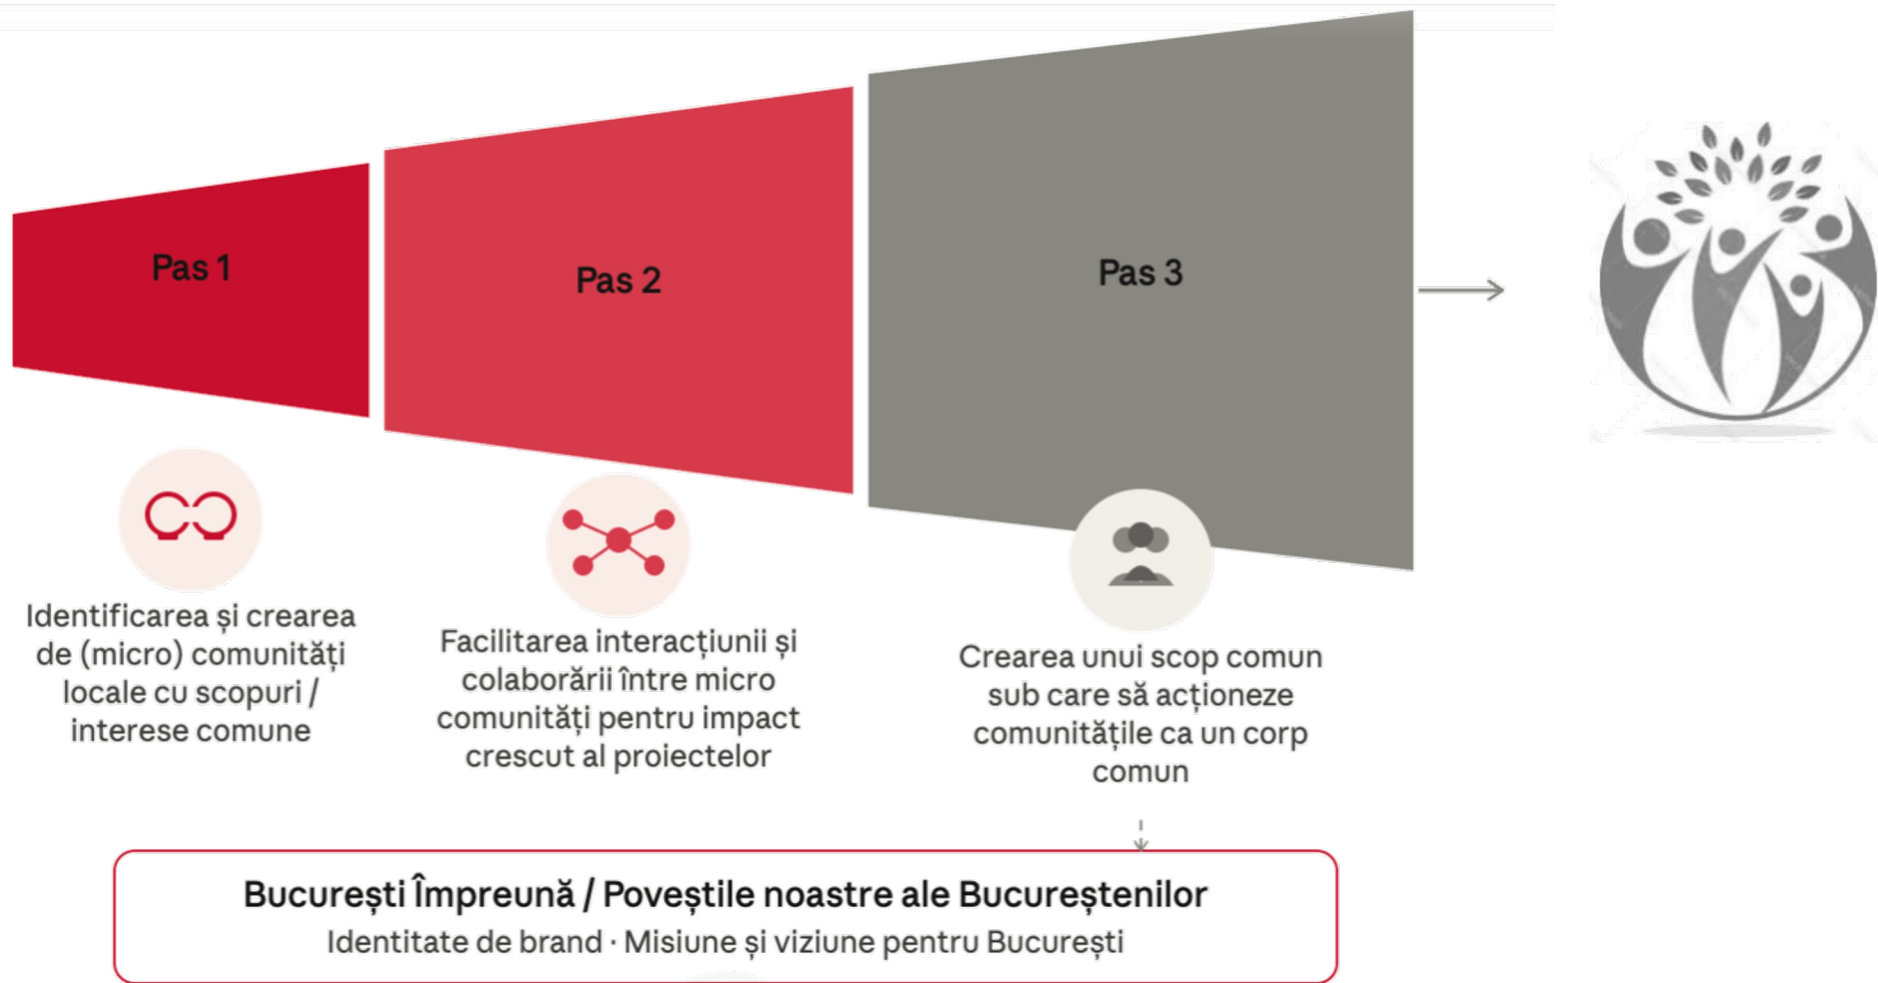 Pas 1
Pas 2
Pas 3
Identificarea și crearea
de (micro) comunități
locale cu scopuri /
interese comune
Facilitarea interacțiunii și
colaborării între micro
comunități pentru impact
crescut al proiectelor
Crearea unui scop comun
sub care să acționeze
comunitățile ca un corp
comun
București Împreună / Poveștile noastre ale Bucureștenilor
Identitate de brand · Misiune și viziune pentru București